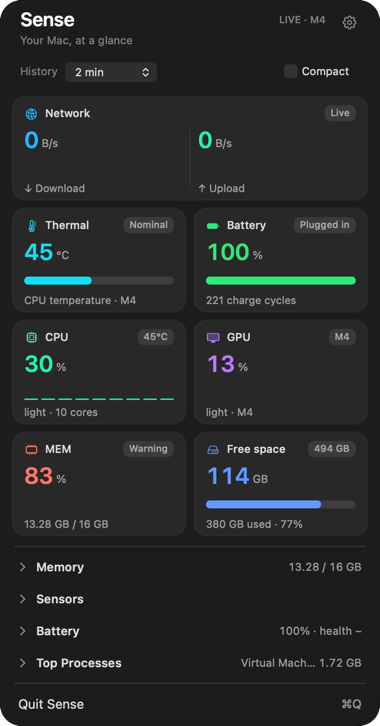 Sense
LIVE · M4
Your Mac, at a glance
History 2 min Compact
Network Live
0 B/s 0 B/s
↓ Download ↑ Upload
Thermal Nominal
45 °C
CPU temperature · M4
Battery Plugged in
100 %
221 charge cycles
CPU 45°C
30 %
light · 10 cores
GPU M4
13 %
light · M4
MEM Warning
83 %
13.28 GB / 16 GB
Free space 494 GB
114 GB
380 GB used · 77%
Memory 13.28 / 16 GB
Sensors
Battery 100% · health –
Top Processes Virtual Mach... 1.72 GB
Quit Sense ⌘Q